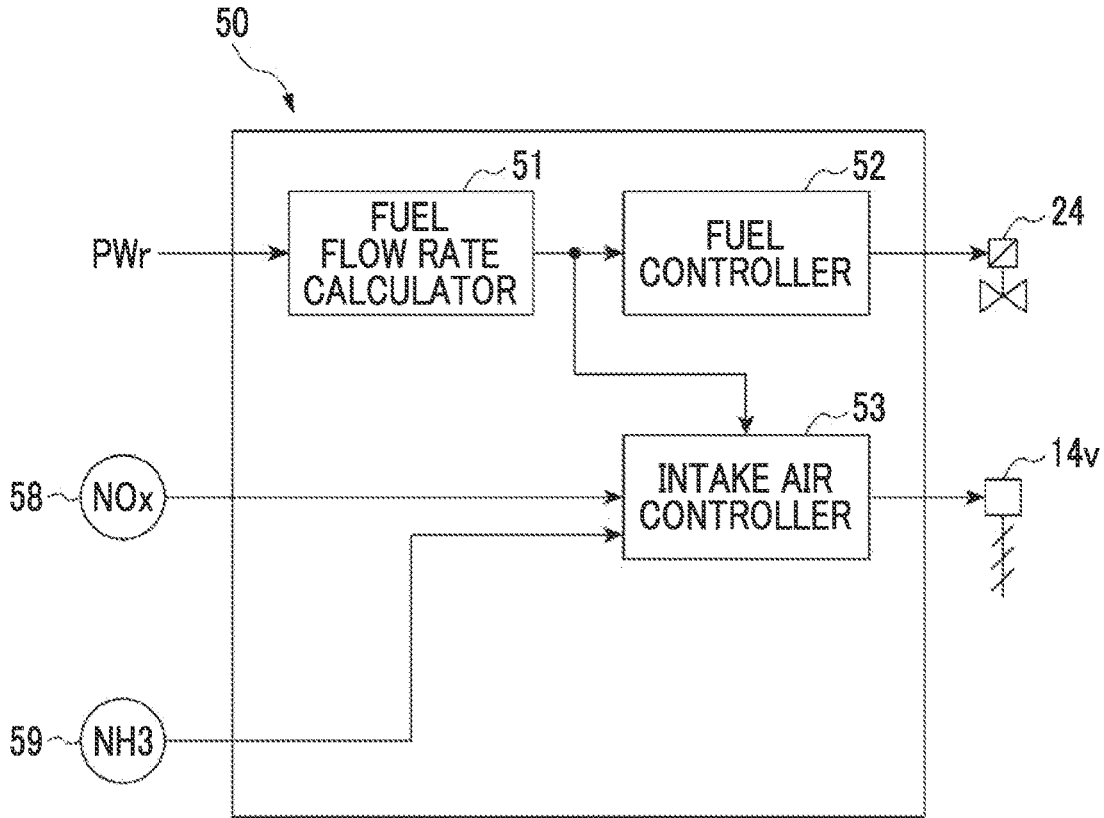 50
51
52
24
FUEL
FLOW RATE
CALCULATOR
FUEL
CONTROLLER
PWr
53
14v
INTAKE AIR
CONTROLLER
58
NOx
59
NH3